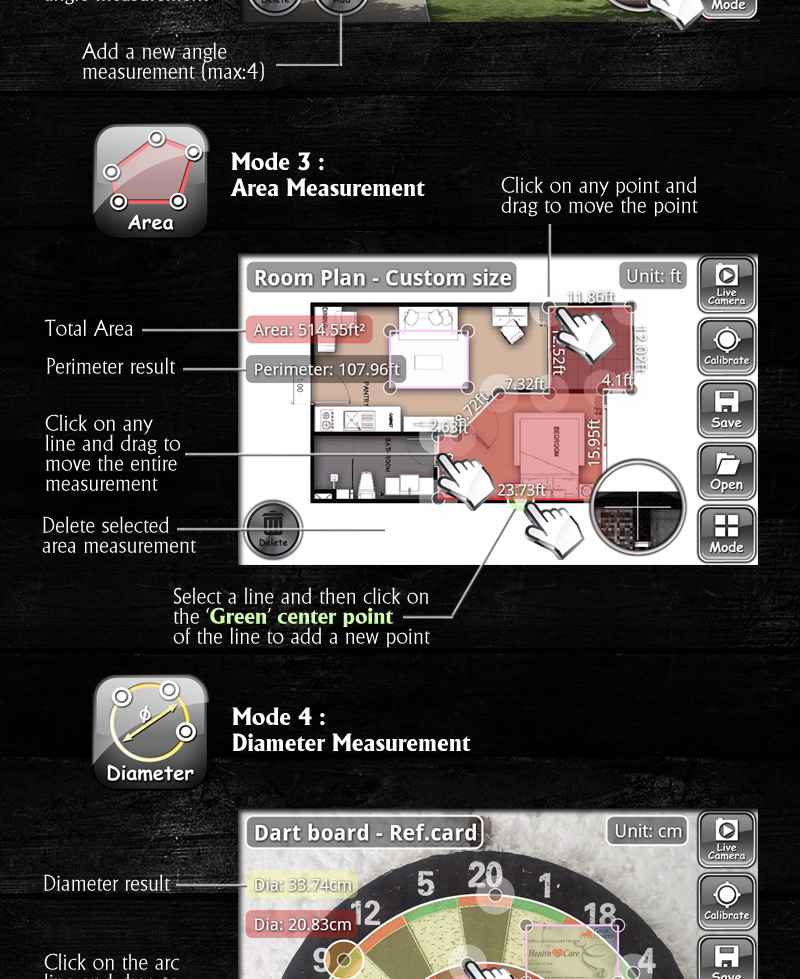 Delete
Add
Mode
Add a new angle
measurement (max:4)
Area
Mode 3 :
Area Measurement
Click on any point and
drag to move the point
Room Plan - Custom size
Unit: ft
Live
Camera
11.86ft
Total Area
Area: 514.55ft²
12.52ft
12.02ft
Calibrate
Perimeter result
Perimeter: 107.96ft
7.32ft
4.1ft
PANTRY
Save
Click on any
line and drag to
move the entire
measurement
8.72ft
2.63ft
BATHROOM
BEDROOM
15.95ft
Open
23.73ft
Delete selected
area measurement
Delete
Mode
Select a line and then click on
the 'Green' center point
of the line to add a new point
Diameter
ϕ
Mode 4 :
Diameter Measurement
Dart board - Ref.card
Unit: cm
Live
Camera
Diameter result
Dia: 33.74cm
5
20
1
Calibrate
Dia: 20.83cm
12
18
Click on the arc
9
Health Care
4
Save